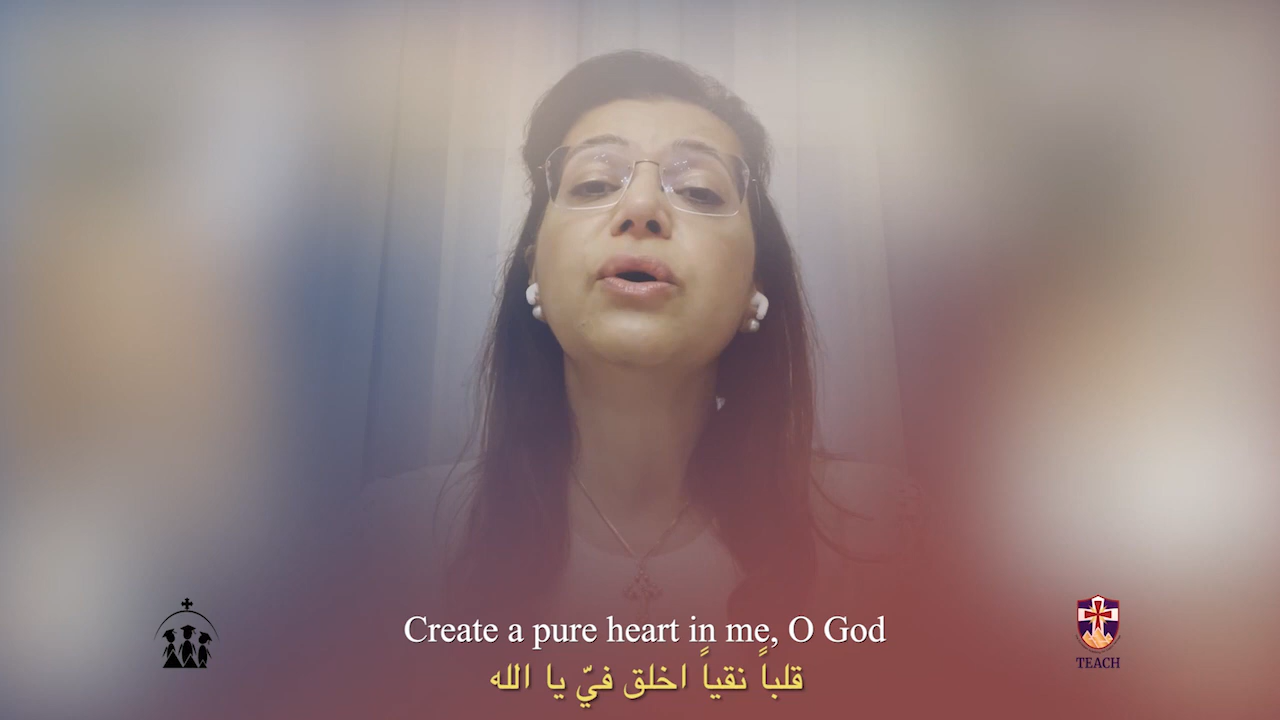 Create a pure heart in me, O God
قلباً نقياً اخلق فيّ يا الله
TEACH